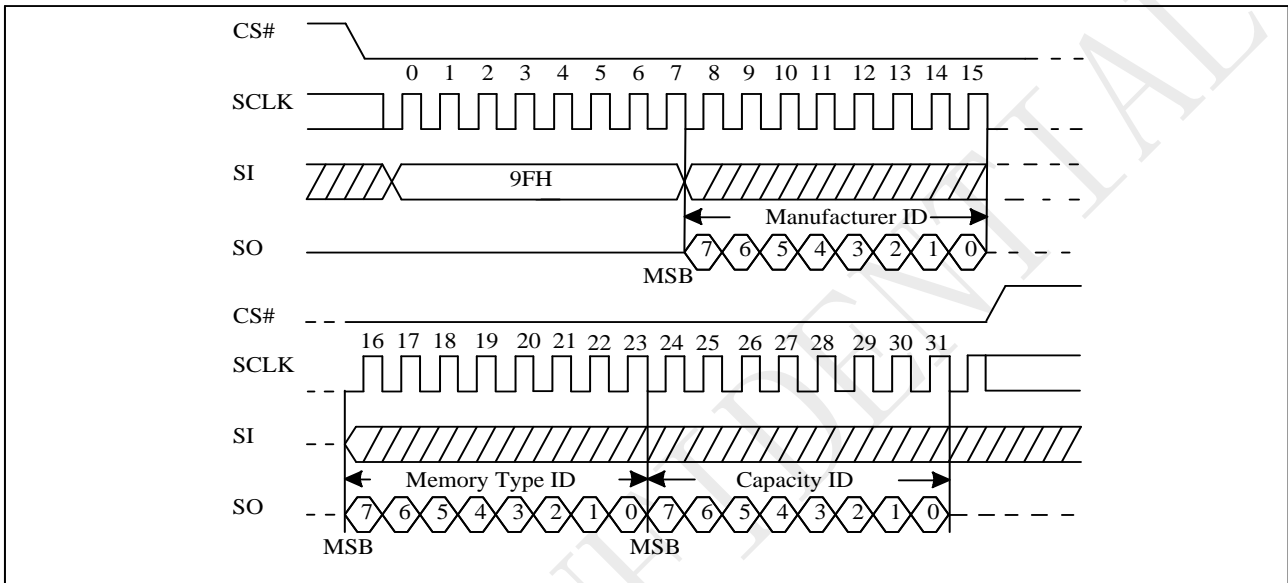 CS#
0 1 2 3 4 5 6 7 8 9 10 11 12 13 14 15
SCLK
SI
9FH
Manufacturer ID
SO
7 6 5 4 3 2 1 0
MSB
CS#
16 17 18 19 20 21 22 23 24 25 26 27 28 29 30 31
SCLK
SI
Memory Type ID Capacity ID
SO
7 6 5 4 3 2 1 0 7 6 5 4 3 2 1 0
MSB MSB
IDENTIAL